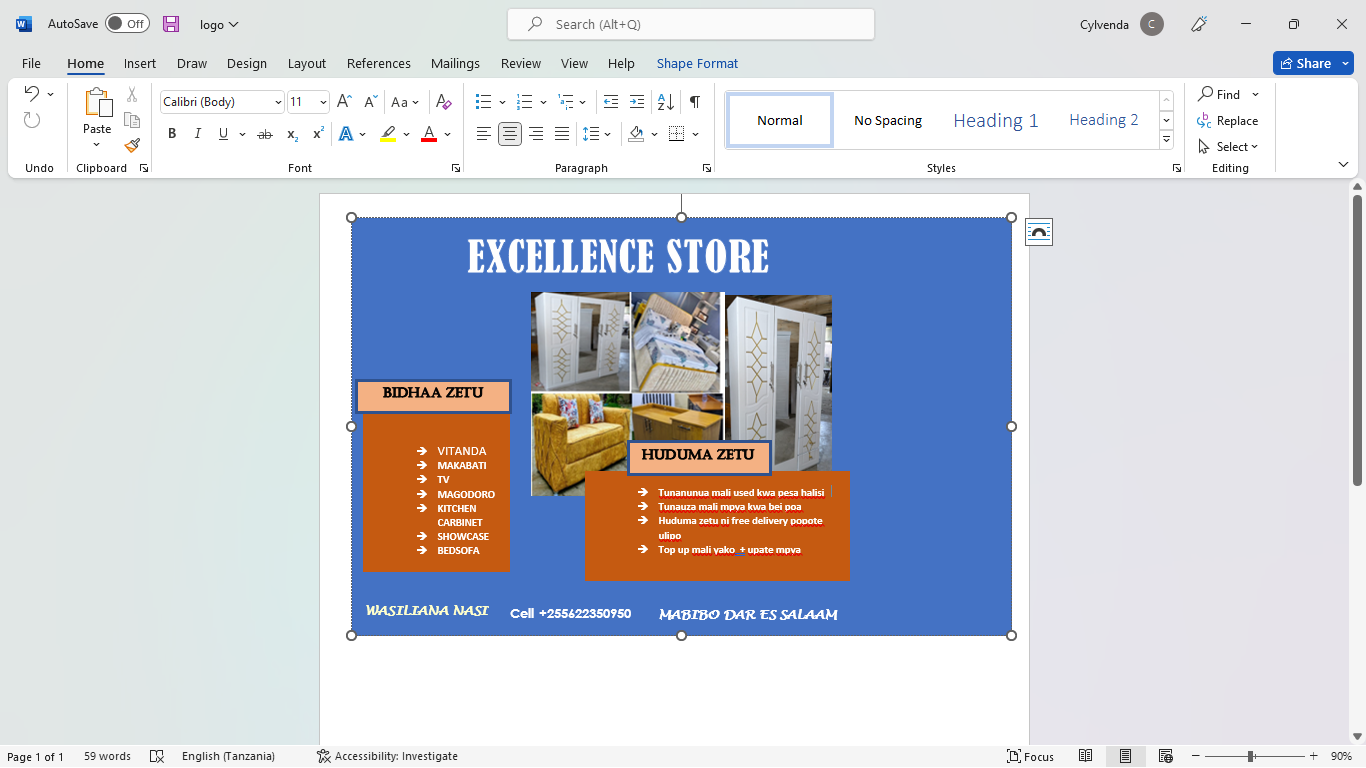 AutoSave Off logo Search (Alt+Q) Cylvenda C
File Home Insert Draw Design Layout References Mailings Review View Help Shape Format Share
Calibri (Body) 11 A A Aa A Find
Paste Normal No Spacing Heading 1 Heading 2 Replace
B I U ab x2 x2 A A Select
Undo Clipboard Font Paragraph Styles Editing
EXCELLENCE STORE
BIDHAA ZETU
VITANDA
MAKABATI
TV
MAGODORO
KITCHEN
CARBINET
SHOWCASE
BEDSOFA
HUDUMA ZETU
Tunanunua mali used kwa pesa halisi
Tunauza mali mpya kwa bei poa
Huduma zetu ni free delivery popote
ulipo
Top up mali yako + upate mpya
WASILIANA NASI Cell +255622350950 MABIBO DAR ES SALAAM
Page 1 of 1 59 words English (Tanzania) Accessibility: Investigate Focus 90%